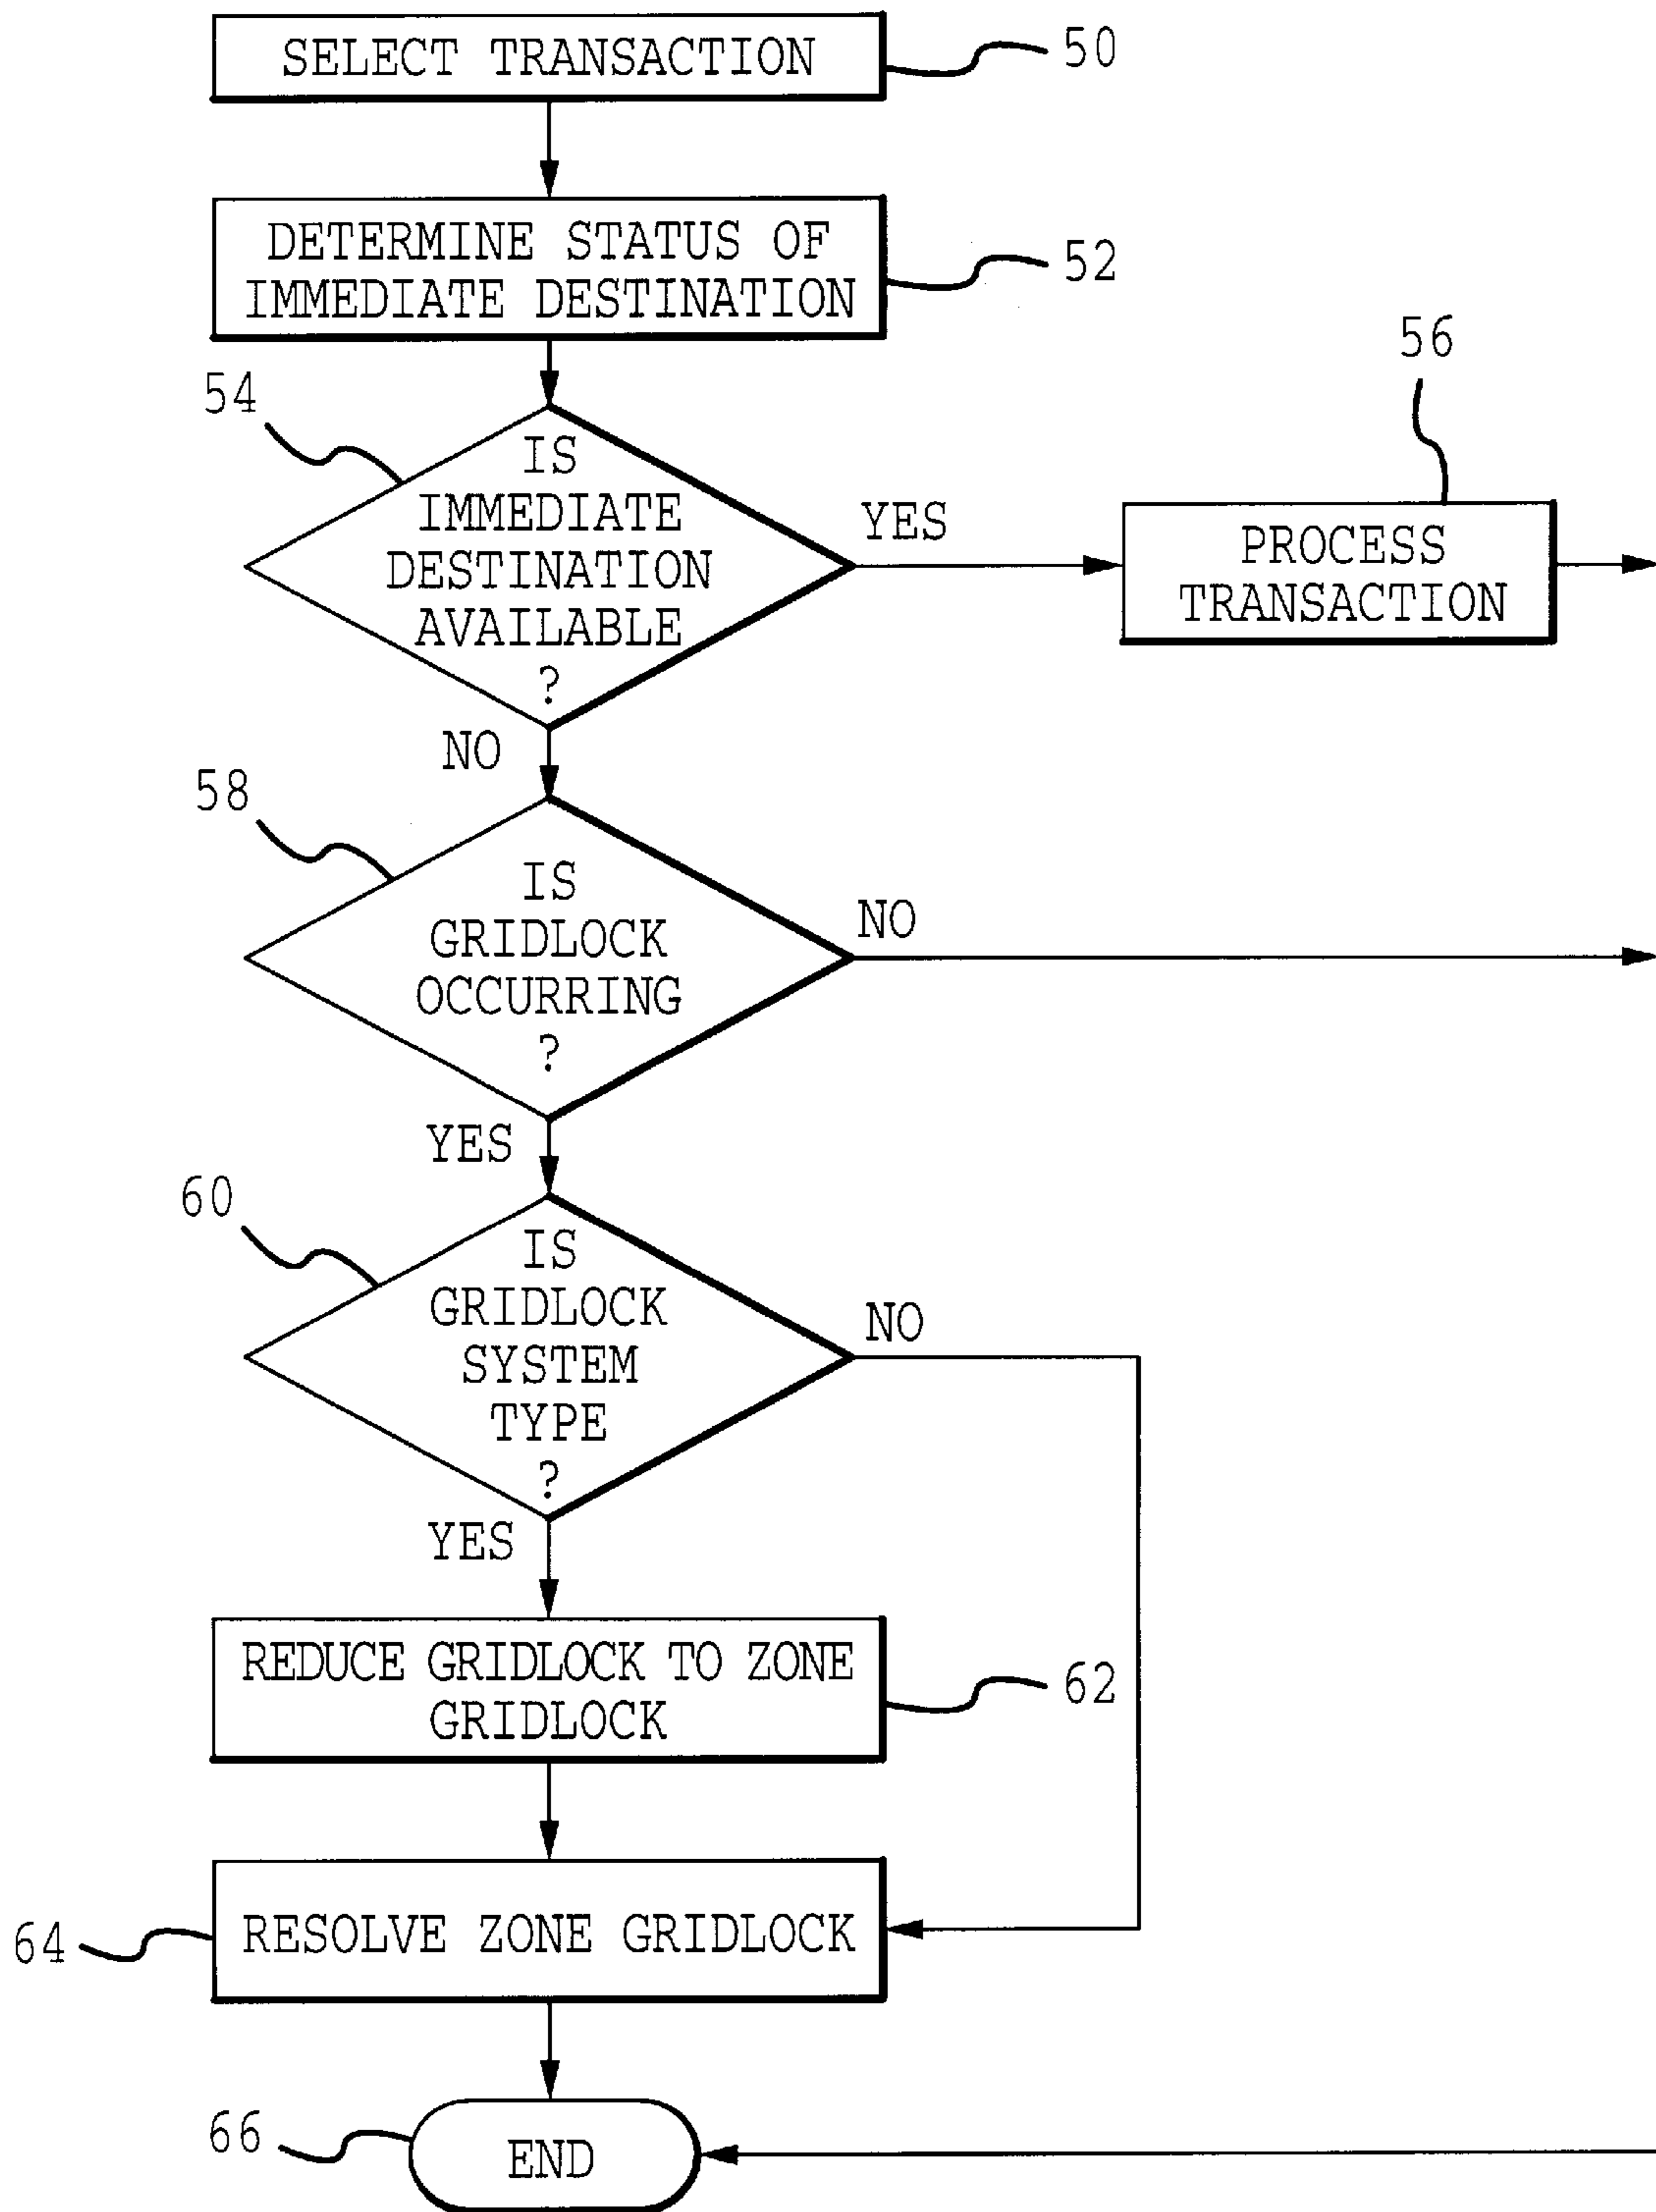 SELECT TRANSACTION
50
DETERMINE STATUS OF
IMMEDIATE DESTINATION
52
54
IS
IMMEDIATE
DESTINATION
AVAILABLE
?
YES
56
PROCESS
TRANSACTION
NO
58
IS
GRIDLOCK
OCCURRING
?
NO
YES
60
IS
GRIDLOCK
SYSTEM
TYPE
?
NO
YES
REDUCE GRIDLOCK TO ZONE
GRIDLOCK
62
64
RESOLVE ZONE GRIDLOCK
66
END